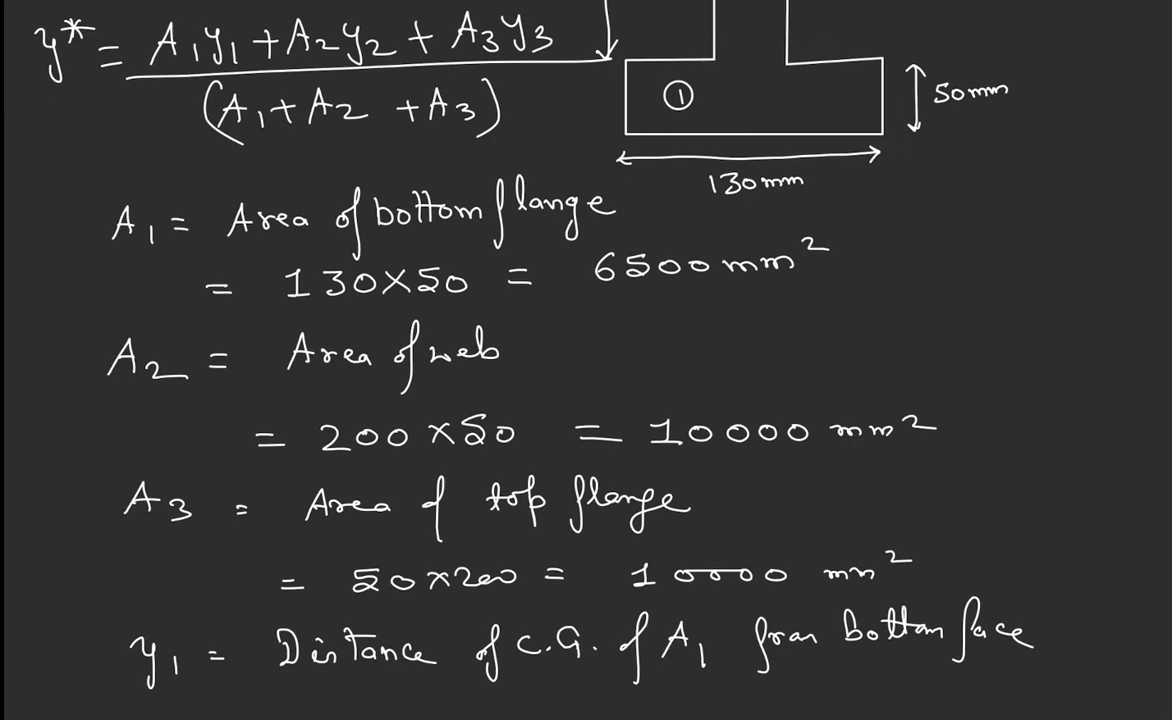 y* = A1y1 + A2y2 + A3y3
(A1 + A2 + A3)
①
50mm
130mm
A1 = Area of bottom flange
= 130×50 = 6500mm²
A2 = Area of web
= 200×50 = 10000 mm²
A3 = Area of top flange
= 50×200 = 10000 mm²
y1 = Distance of C.G. of A1 from bottom face